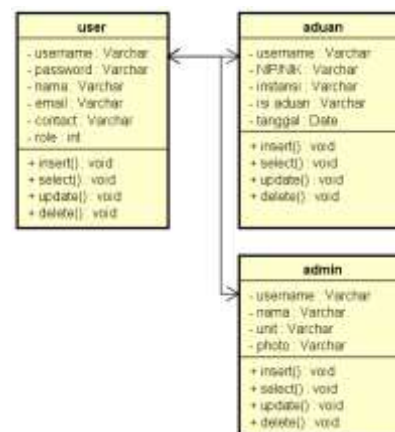 user
- username : Varchar
- password : Varchar
- nama : Varchar
- email : Varchar
- contact : Varchar
- role : int
+ insert() : void
+ select() : void
+ update() : void
+ delete() : void
aduan
- username : Varchar
- NIP/NIK : Varchar
- instansi : Varchar
- isi aduan : Varchar
- tanggal : Date
+ insert() : void
+ select() : void
+ update() : void
+ delete() : void
admin
- username : Varchar
- nama : Varchar
- unit : Varchar
- photo : Varchar
+ insert() : void
+ select() : void
+ update() : void
+ delete() : void